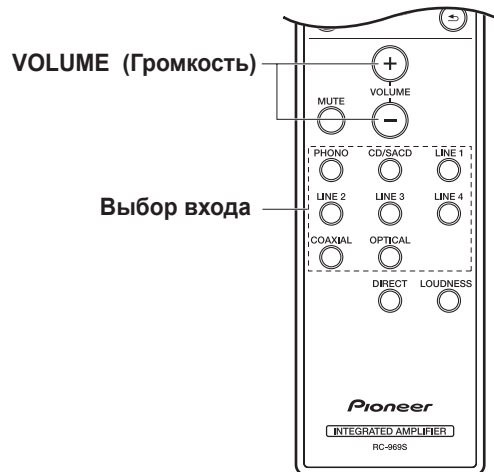 VOLUME (Громкость)
+
VOLUME
MUTE
−
PHONO CD/SACD LINE 1
LINE 2 LINE 3 LINE 4
Выбор входа
COAXIAL OPTICAL
DIRECT LOUDNESS
Pioneer
INTEGRATED AMPLIFIER
RC-969S